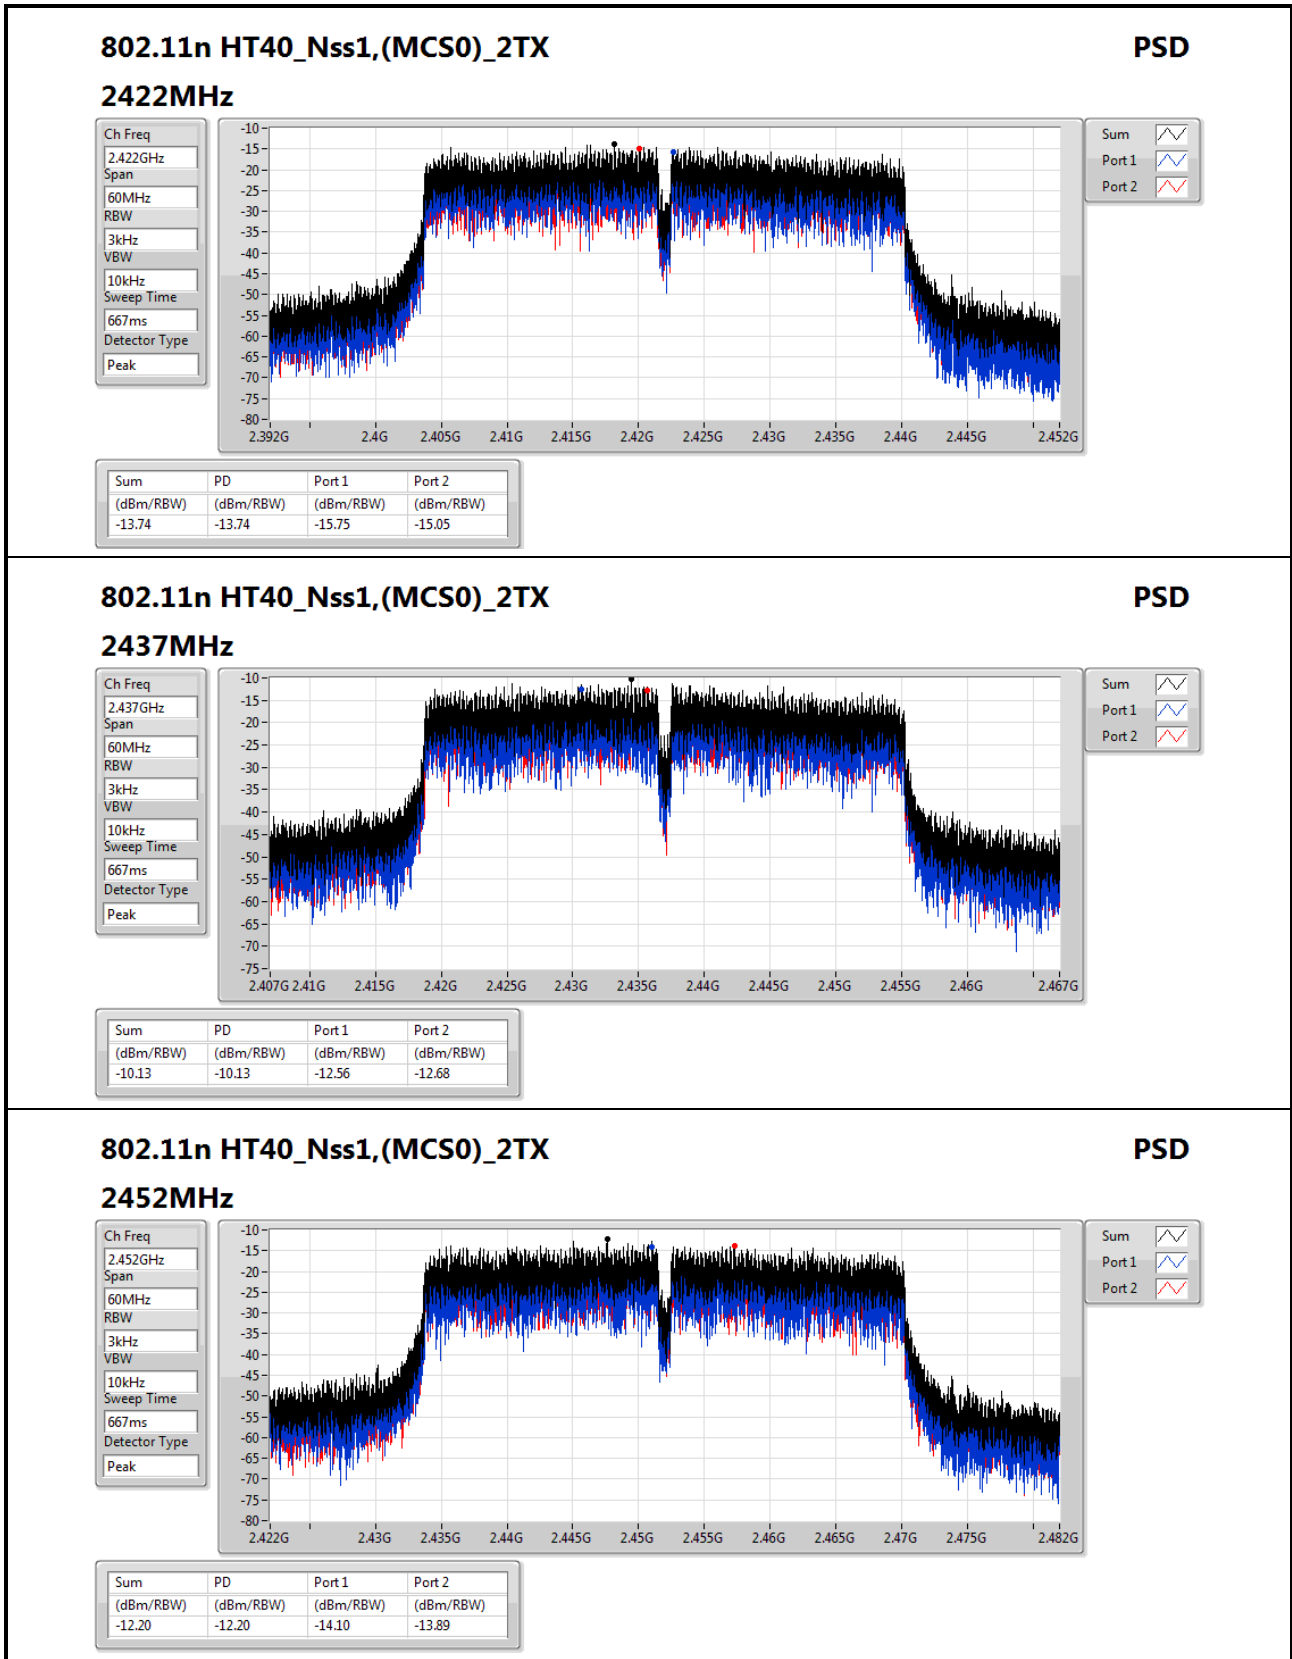 802.11n HT40_Nss1,(MCS0)_2TX PSD
2422MHz
Ch Freq
2.422GHz
Span
60MHz
RBW
3kHz
VBW
10kHz
Sweep Time
667ms
Detector Type
Peak
-10
-15
-20
-25
-30
-35
-40
-45
-50
-55
-60
-65
-70
-75
-80
2.392G 2.4G 2.405G 2.41G 2.415G 2.42G 2.425G 2.43G 2.435G 2.44G 2.445G 2.452G
Sum
Port 1
Port 2
Sum PD Port 1 Port 2
(dBm/RBW) (dBm/RBW) (dBm/RBW) (dBm/RBW)
-13.74 -13.74 -15.75 -15.05
802.11n HT40_Nss1,(MCS0)_2TX PSD
2437MHz
Ch Freq
2.437GHz
Span
60MHz
RBW
3kHz
VBW
10kHz
Sweep Time
667ms
Detector Type
Peak
-10
-15
-20
-25
-30
-35
-40
-45
-50
-55
-60
-65
-70
-75
2.407G 2.41G 2.415G 2.42G 2.425G 2.43G 2.435G 2.44G 2.445G 2.45G 2.455G 2.46G 2.467G
Sum
Port 1
Port 2
Sum PD Port 1 Port 2
(dBm/RBW) (dBm/RBW) (dBm/RBW) (dBm/RBW)
-10.13 -10.13 -12.56 -12.68
802.11n HT40_Nss1,(MCS0)_2TX PSD
2452MHz
Ch Freq
2.452GHz
Span
60MHz
RBW
3kHz
VBW
10kHz
Sweep Time
667ms
Detector Type
Peak
-10
-15
-20
-25
-30
-35
-40
-45
-50
-55
-60
-65
-70
-75
-80
2.422G 2.43G 2.435G 2.44G 2.445G 2.45G 2.455G 2.46G 2.465G 2.47G 2.475G 2.482G
Sum
Port 1
Port 2
Sum PD Port 1 Port 2
(dBm/RBW) (dBm/RBW) (dBm/RBW) (dBm/RBW)
-12.20 -12.20 -14.10 -13.89